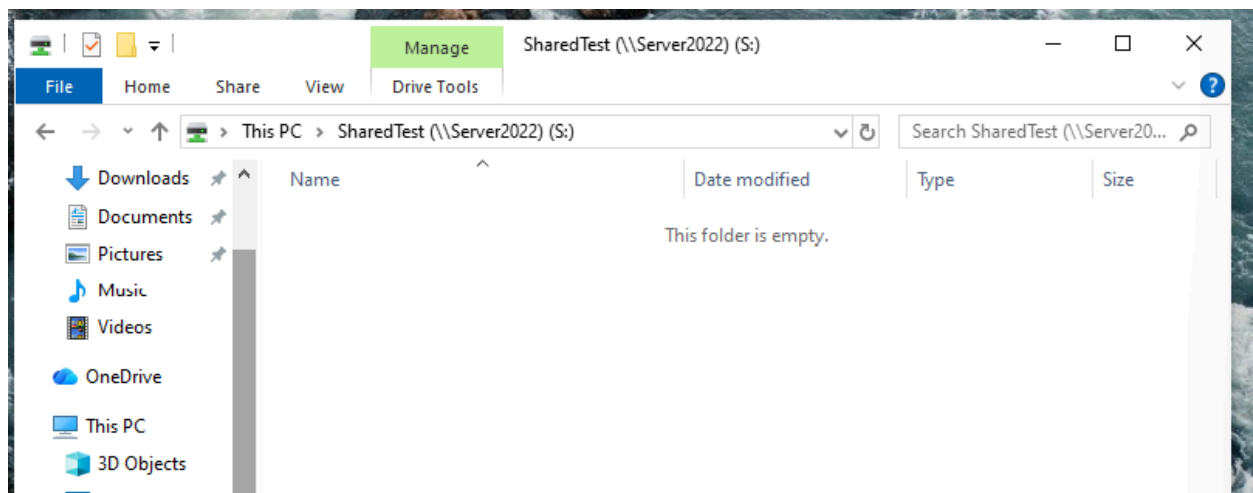 Manage SharedTest (\\Server2022) (S:)
File Home Share View Drive Tools
This PC > SharedTest (\\Server2022) (S:) Search SharedTest (\\Server20...
Downloads Name Date modified Type Size
Documents This folder is empty.
Pictures
Music
Videos
OneDrive
This PC
3D Objects